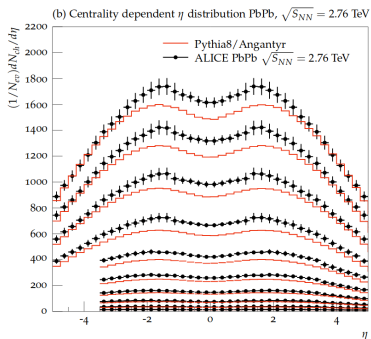 (b) Centrality dependent η distribution PbPb, √S_NN = 2.76 TeV
(1/N_ev)dN_ch/dη
2200
2000
1800
1600
1400
1200
1000
800
600
400
200
0
Pythia8/Angantyr
ALICE PbPb √S_NN = 2.76 TeV
-4 -2 0 2 4
η